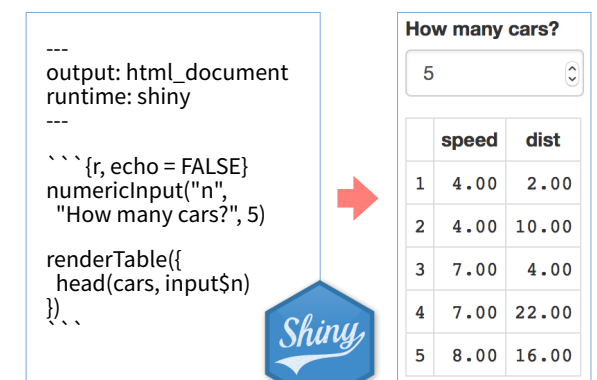 ---
output: html_document
runtime: shiny
---
```{r, echo = FALSE}
numericInput("n",
  "How many cars?", 5)
renderTable({
  head(cars, input$n)
})
```
Shiny
How many cars?
5
speed dist
1 4.00 2.00
2 4.00 10.00
3 7.00 4.00
4 7.00 22.00
5 8.00 16.00